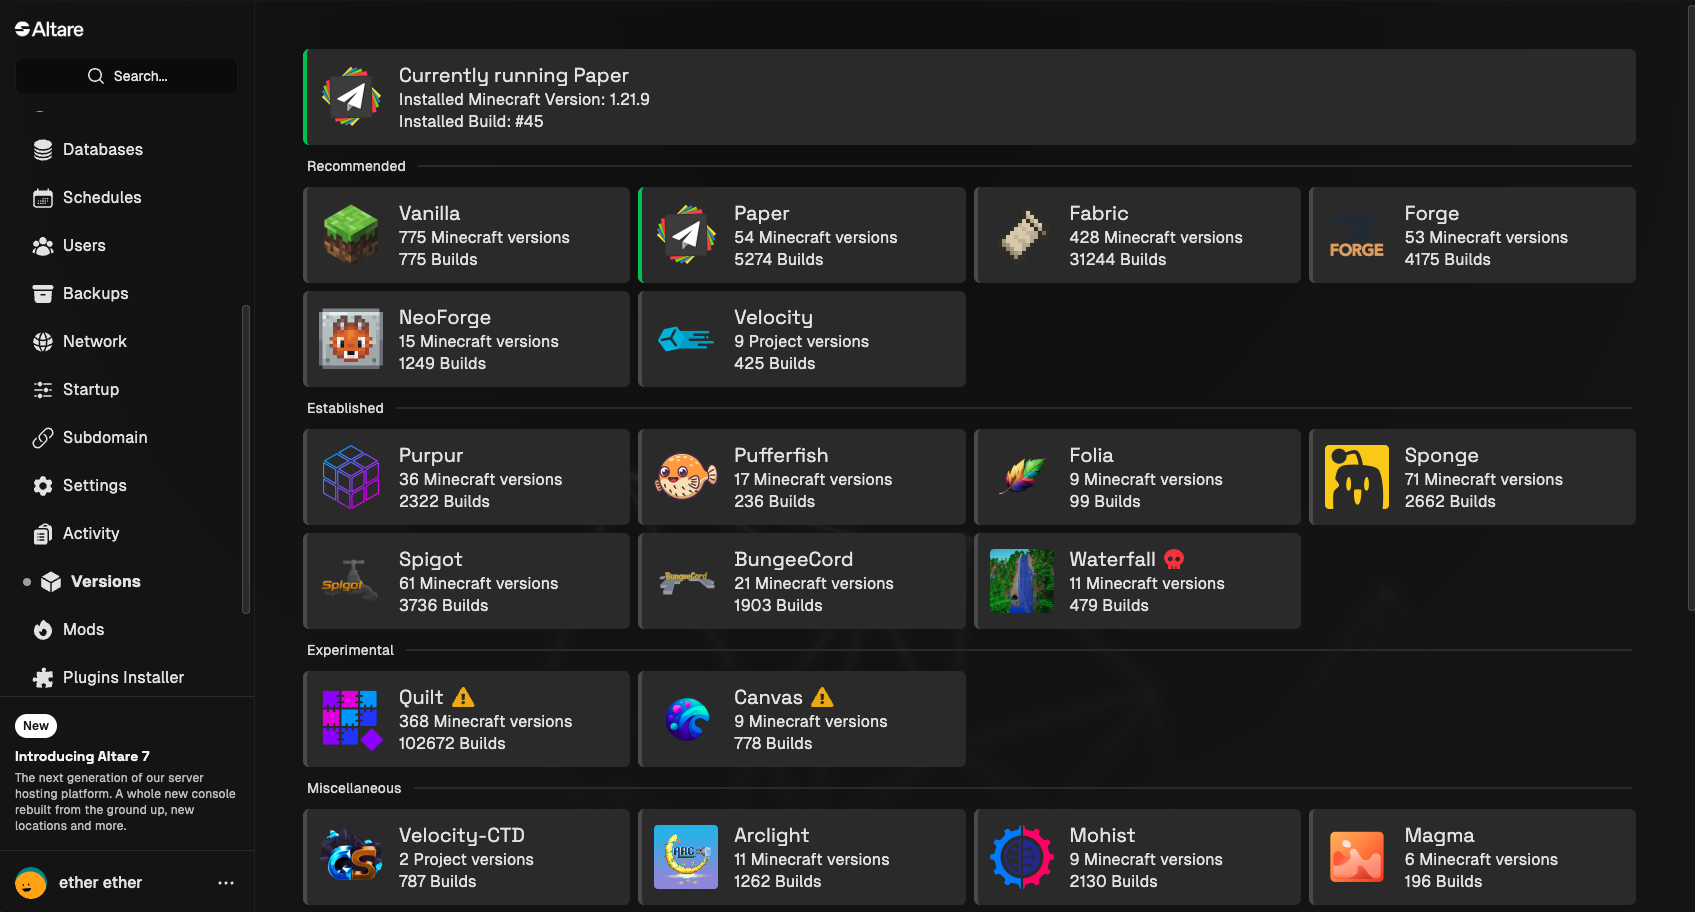 Altare
Search...
Databases
Schedules
Users
Backups
Network
Startup
Subdomain
Settings
Activity
Versions
Mods
Plugins Installer
New
Introducing Altare 7
The next generation of our server
hosting platform. A whole new console
rebuilt from the ground up, new
locations and more.
ether ether
Currently running Paper
Installed Minecraft Version: 1.21.9
Installed Build: #45
Recommended
Vanilla
775 Minecraft versions
775 Builds
Paper
54 Minecraft versions
5274 Builds
Fabric
428 Minecraft versions
31244 Builds
FORGE
Forge
53 Minecraft versions
4175 Builds
NeoForge
15 Minecraft versions
1249 Builds
Velocity
9 Project versions
425 Builds
Established
Purpur
36 Minecraft versions
2322 Builds
Pufferfish
17 Minecraft versions
236 Builds
Folia
9 Minecraft versions
99 Builds
Sponge
71 Minecraft versions
2662 Builds
Spigot
Spigot
61 Minecraft versions
3736 Builds
BungeeCord
BungeeCord
21 Minecraft versions
1903 Builds
Waterfall
11 Minecraft versions
479 Builds
Experimental
Quilt
368 Minecraft versions
102672 Builds
Canvas
9 Minecraft versions
778 Builds
Miscellaneous
Velocity-CTD
2 Project versions
787 Builds
Arclight
11 Minecraft versions
1262 Builds
Mohist
9 Minecraft versions
2130 Builds
Magma
6 Minecraft versions
196 Builds